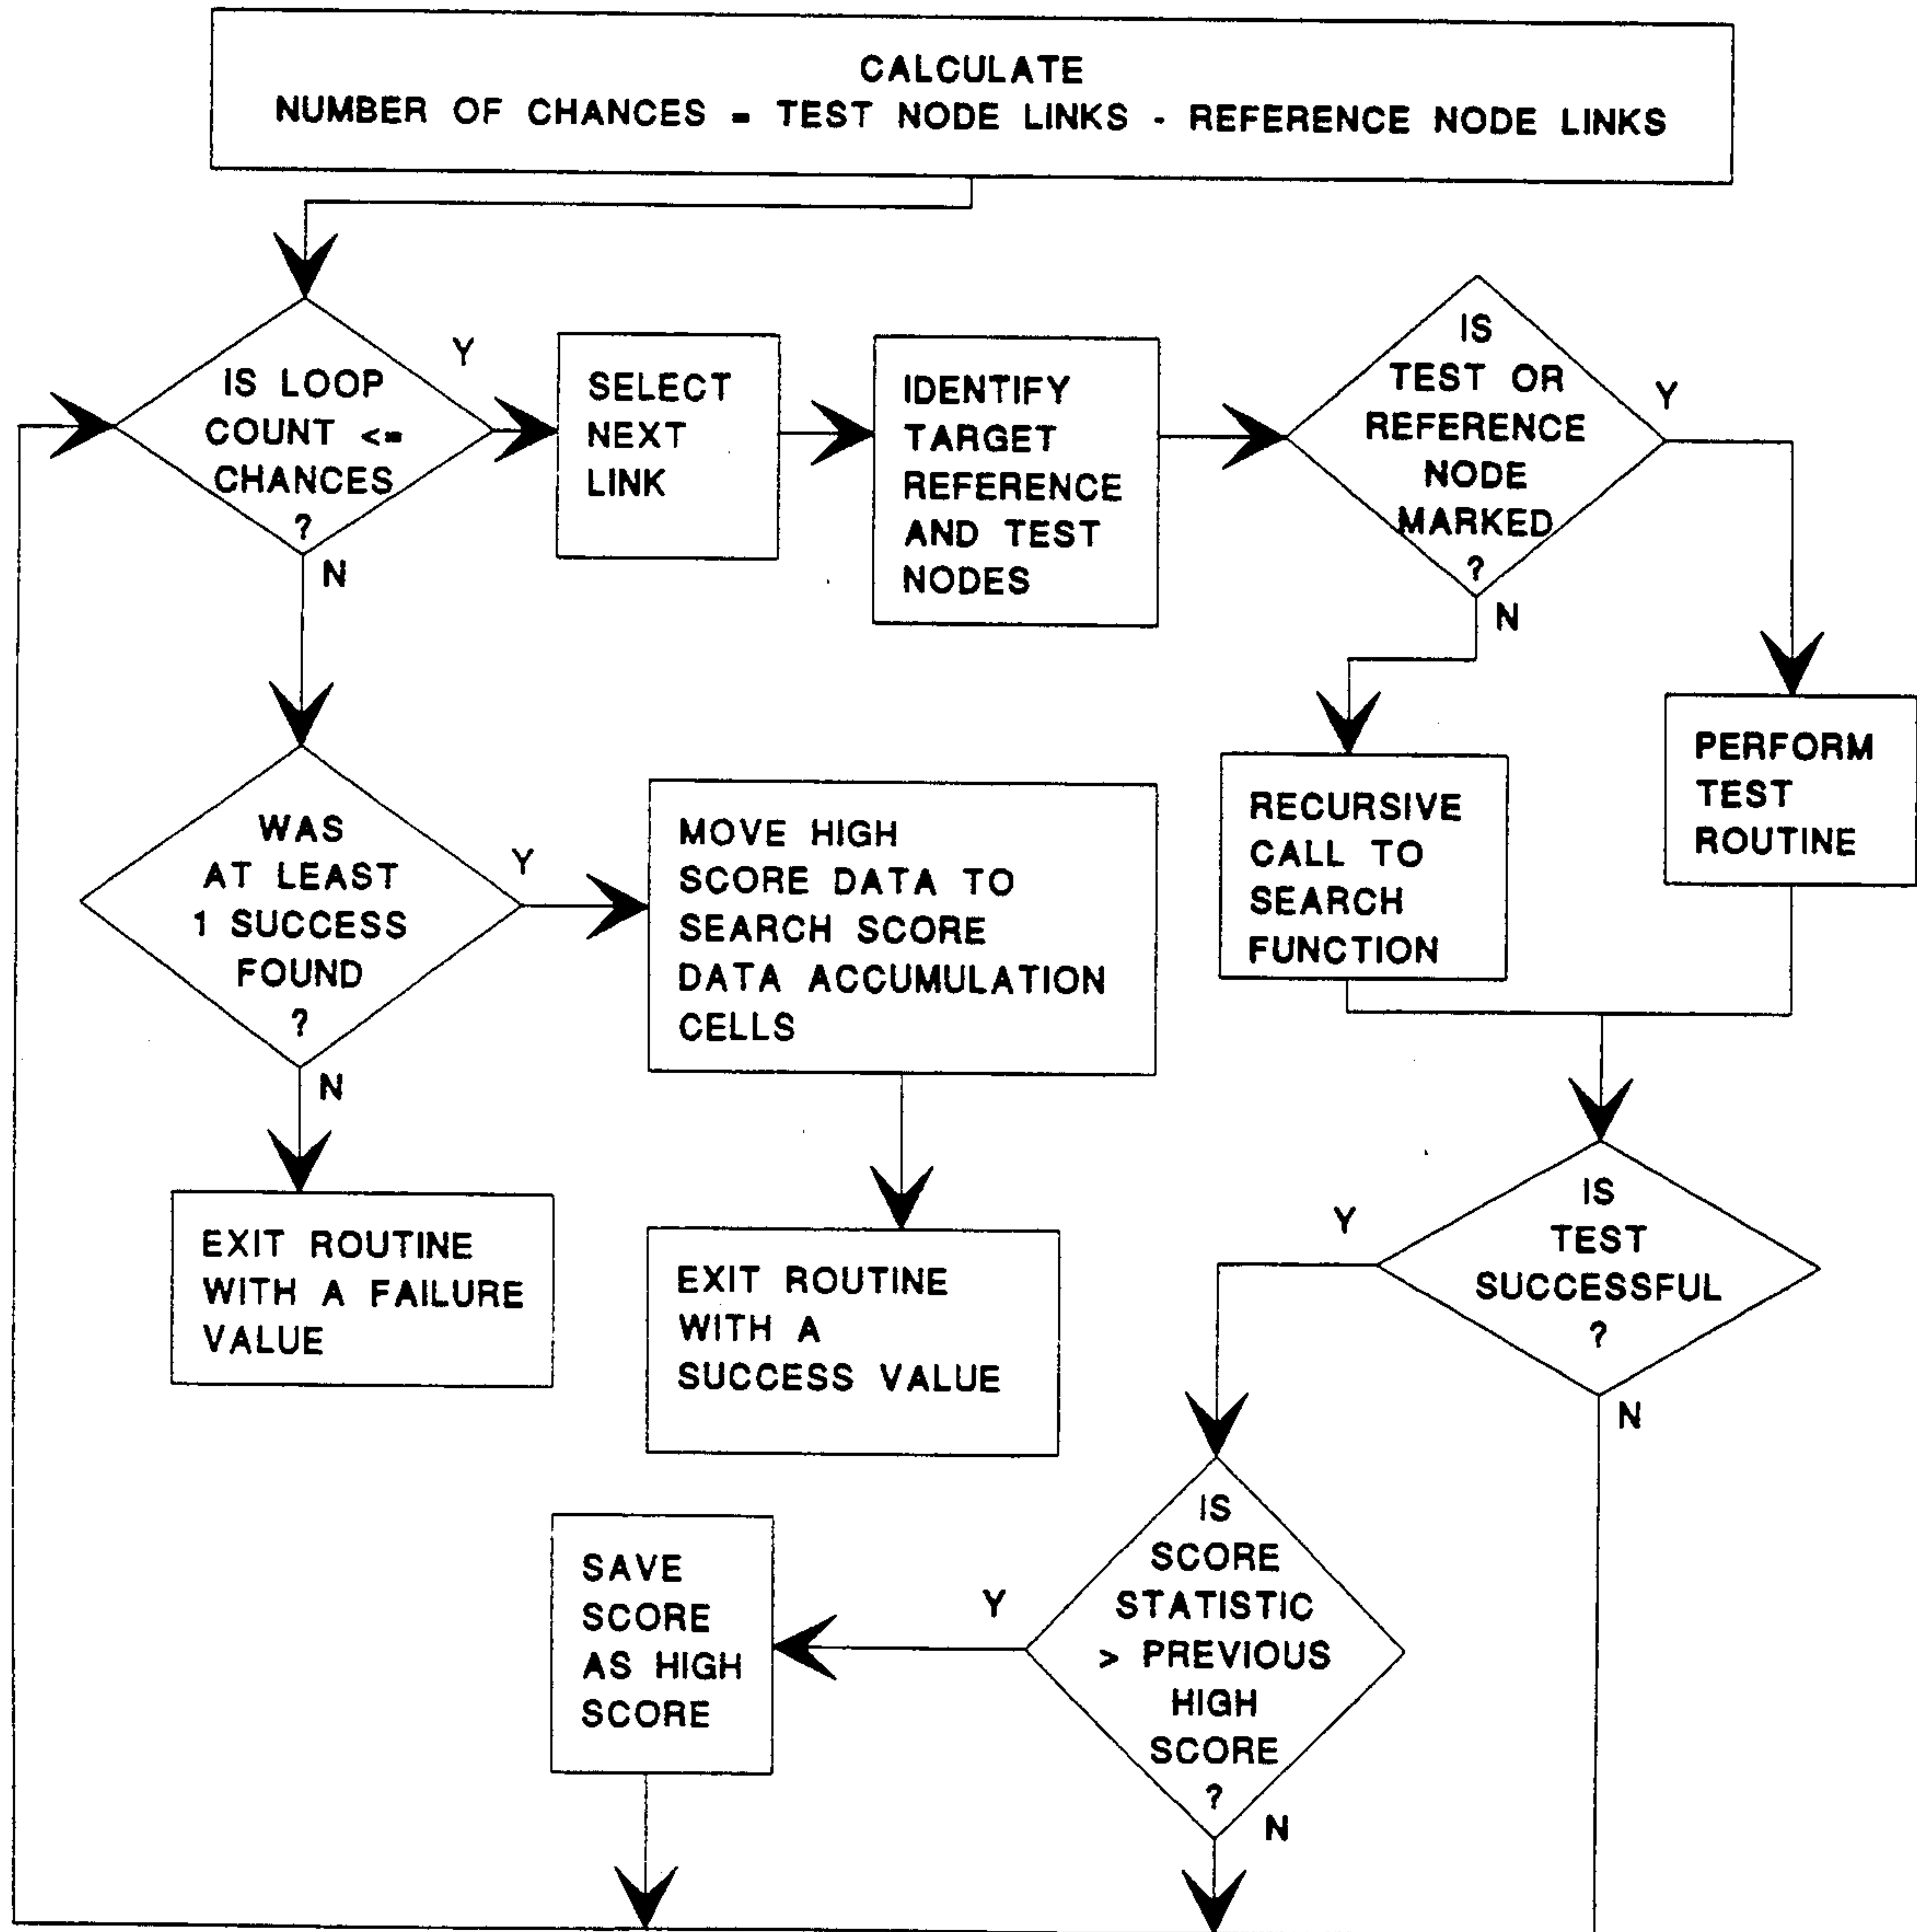 CALCULATE
NUMBER OF CHANCES = TEST NODE LINKS - REFERENCE NODE LINKS
IS LOOP
COUNT <=
CHANCES
?
Y
N
SELECT
NEXT
LINK
IDENTIFY
TARGET
REFERENCE
AND TEST
NODES
IS
TEST OR
REFERENCE
NODE
MARKED
?
Y
N
PERFORM
TEST
ROUTINE
RECURSIVE
CALL TO
SEARCH
FUNCTION
WAS
AT LEAST
1 SUCCESS
FOUND
?
Y
N
MOVE HIGH
SCORE DATA TO
SEARCH SCORE
DATA ACCUMULATION
CELLS
EXIT ROUTINE
WITH A FAILURE
VALUE
EXIT ROUTINE
WITH A
SUCCESS VALUE
IS
TEST
SUCCESSFUL
?
Y
N
IS
SCORE
STATISTIC
> PREVIOUS
HIGH
SCORE
?
Y
N
SAVE
SCORE
AS HIGH
SCORE